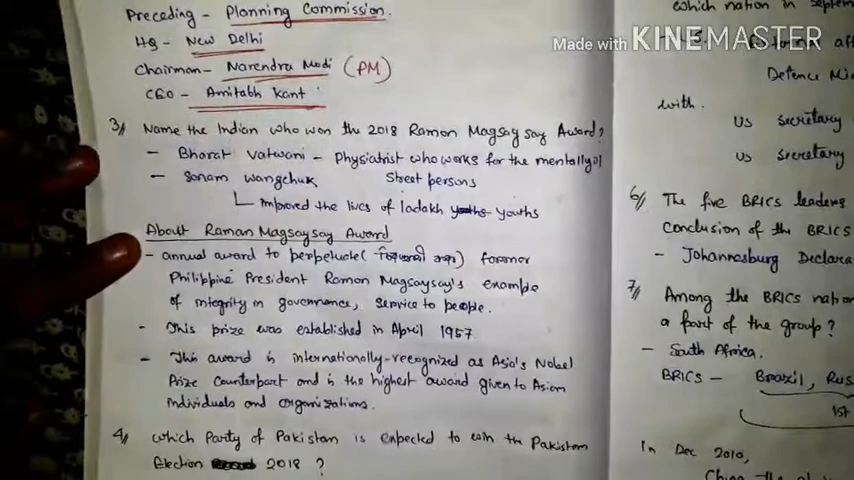 Preceding - Planning Commission.
HQ - New Delhi
Chairman - Narendra Modi (PM)
CEO - Amitabh Kant
3// Name the Indian who won the 2018 Ramon Magsaysay Award?
- Bharat Vatwani - Physiatrist who works for the mentally ill
street persons
- Sonam Wangchuk
improved the lives of ladakh youths
About Raman Magsaysay Award
- annual award to perpetuate ( ) former
Philippine President Ramon Magsaysay's example
of integrity in governance, service to people.
- This prize was established in April 1957
- This award is internationally-recognized as Asia's Nobel
Prize counterpart and is the highest award given to Asian
individuals and organizations.
4// Which Party of Pakistan is expected to win the Pakistan
Election 2018 ?
which nation in septem
Defence Mi
with.
US secretary
US secretary
6// The five BRICS leaders
conclusion of the BRICS
- Johannesburg Declara
7// Among the BRICS nation
a part of the group?
- South Africa.
BRICS - Brazil, Rus
1st
In Dec 2010,
China the
Made with KINEMASTER